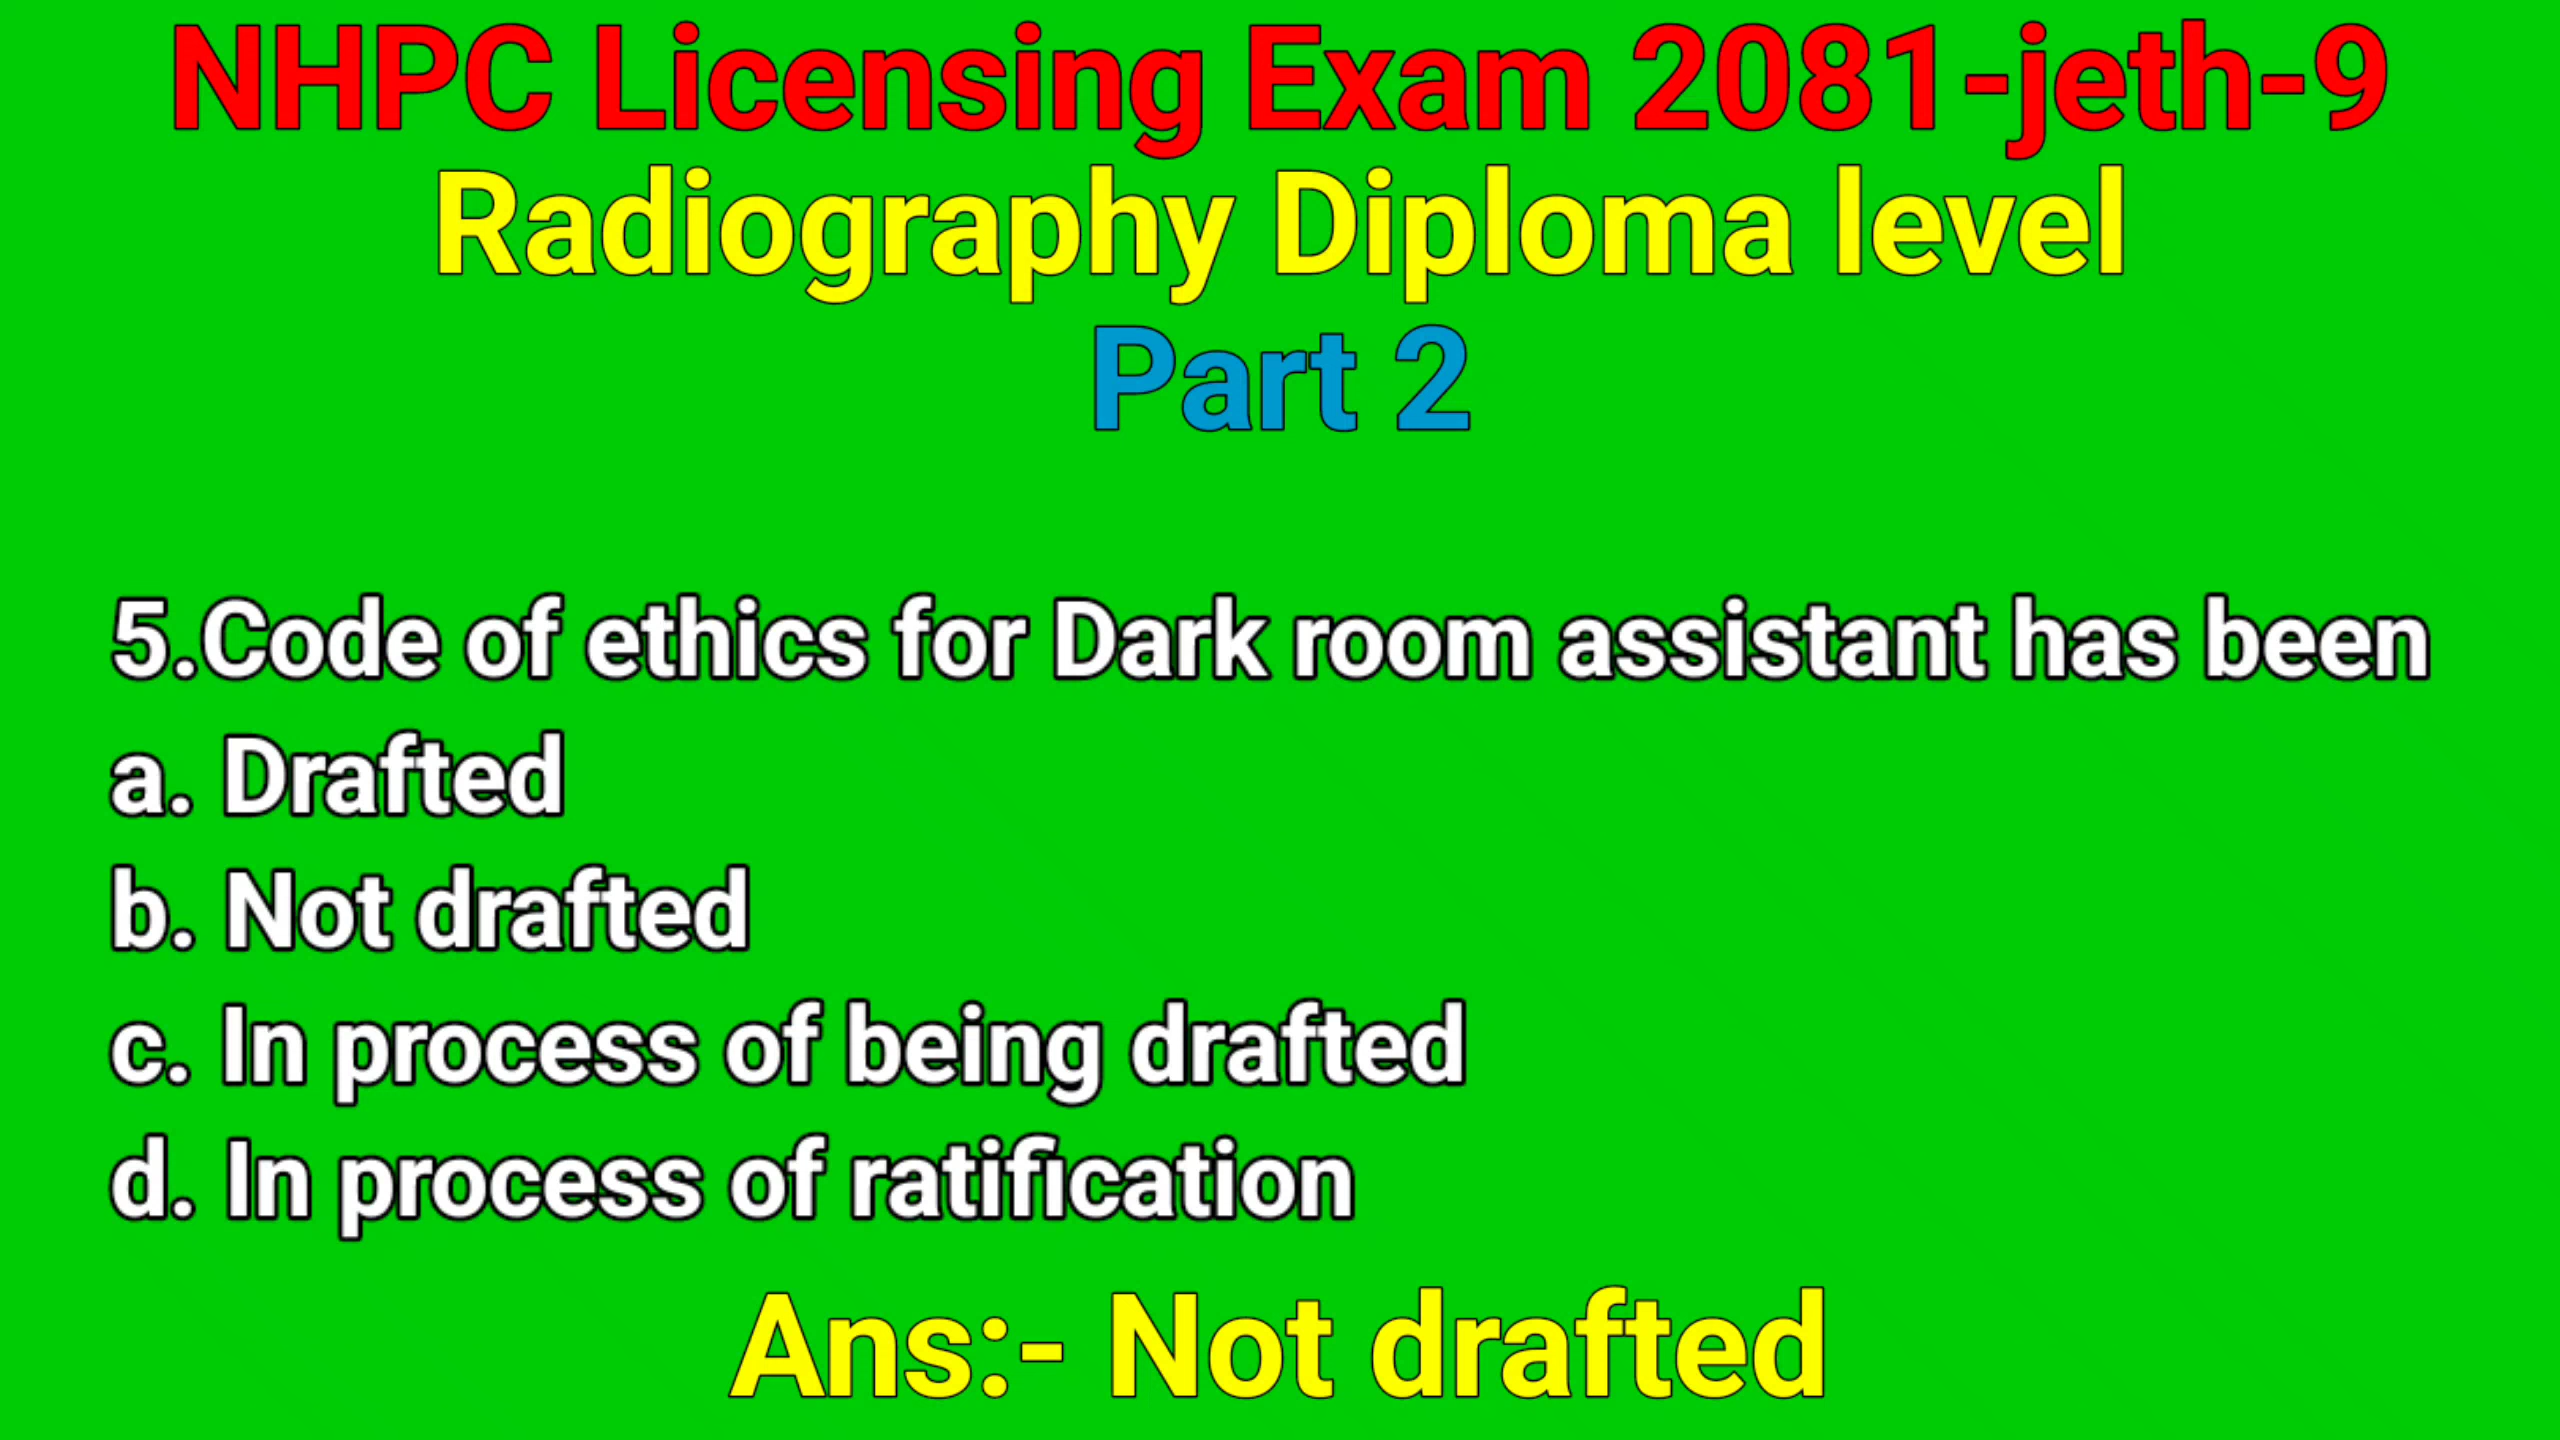 NHPC Licensing Exam 2081-jeth-9
Radiography Diploma level
Part 2
5.Code of ethics for Dark room assistant has been
a. Drafted
b. Not drafted
c. In process of being drafted
d. In process of ratification
Ans:- Not drafted